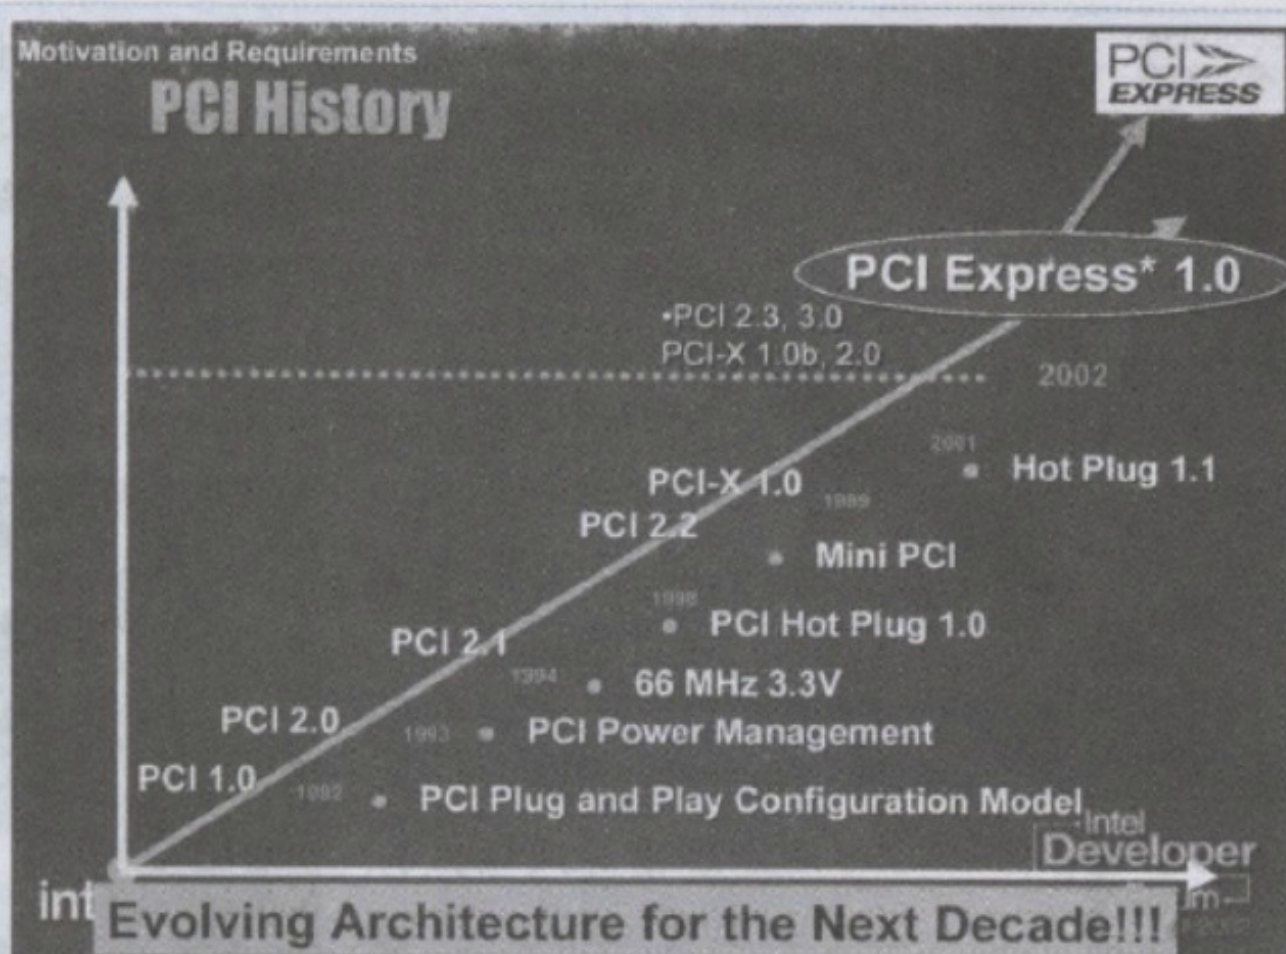 Motivation and Requirements
PCI History
PCI
EXPRESS
PCI Express* 1.0
•PCI 2.3, 3.0
PCI-X 1.0b, 2.0
2002
2001
Hot Plug 1.1
PCI-X 1.0
1999
PCI 2.2
Mini PCI
1998
PCI Hot Plug 1.0
PCI 2.1
1994
66 MHz 3.3V
PCI 2.0
1993
PCI Power Management
PCI 1.0
1992
PCI Plug and Play Configuration Model
Intel
Developer
int
Evolving Architecture for the Next Decade!!!